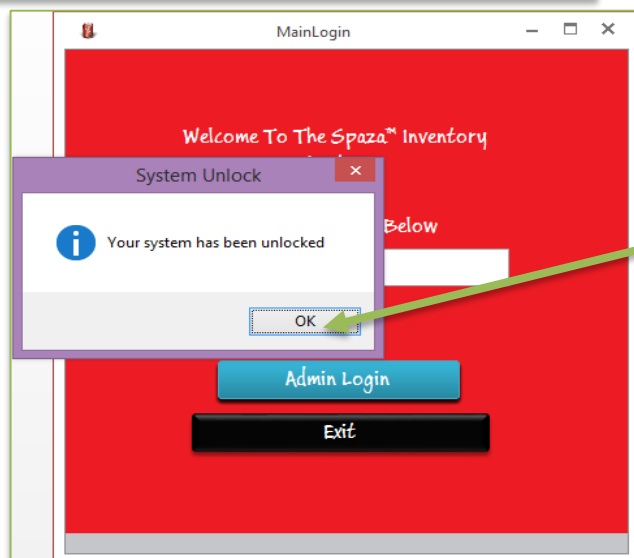 MainLogin
Welcome To The Spaza™ Inventory
System Unlock
Below
Your system has been unlocked
OK
Admin Login
Exit